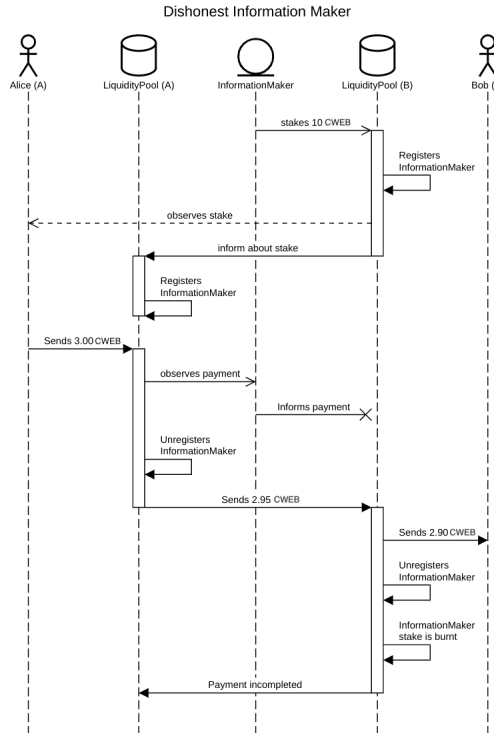 Dishonest Information Maker
Alice (A)
LiquidityPool (A)
InformationMaker
LiquidityPool (B)
Bob (
stakes 10 CWEB
Registers
InformationMaker
observes stake
inform about stake
Registers
InformationMaker
Sends 3.00 CWEB
observes payment
Informs payment
Unregisters
InformationMaker
Sends 2.95 CWEB
Sends 2.90 CWEB
Unregisters
InformationMaker
InformationMaker
stake is burnt
Payment incompleted